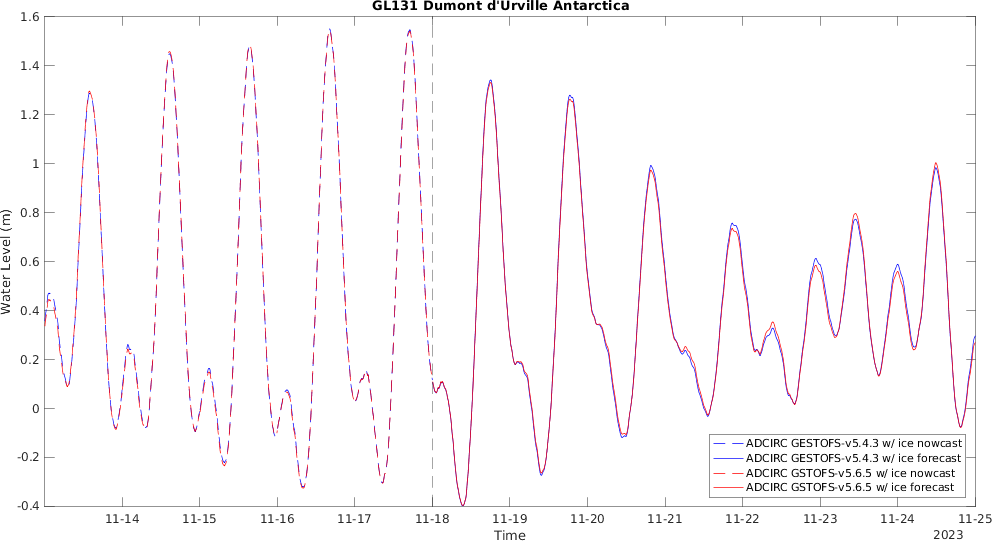 GL131 Dumont d'Urville Antarctica
1.6
1.4
1.2
1
0.8
0.6
0.4
0.2
0
-0.2
-0.4
Water Level (m)
ADCIRC GESTOFS-v5.4.3 w/ ice nowcast
ADCIRC GESTOFS-v5.4.3 w/ ice forecast
ADCIRC GSTOFS-v5.6.5 w/ ice nowcast
ADCIRC GSTOFS-v5.6.5 w/ ice forecast
11-14 11-15 11-16 11-17 11-18 11-19 11-20 11-21 11-22 11-23 11-24 11-25
Time
2023